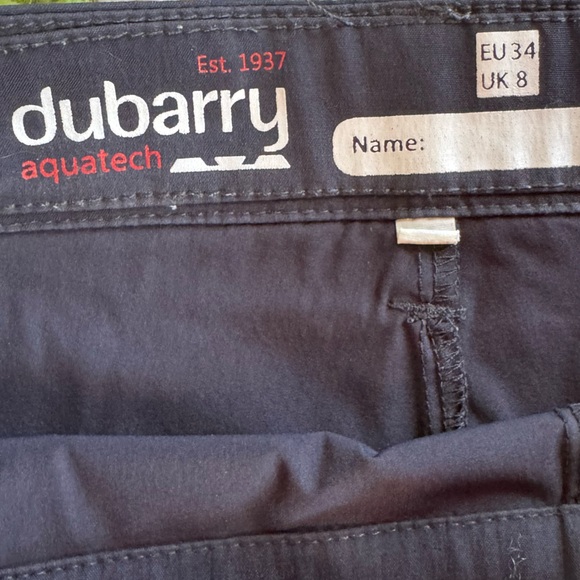 Est. 1937
dubarry
aquatech
EU 34
UK 8
Name: